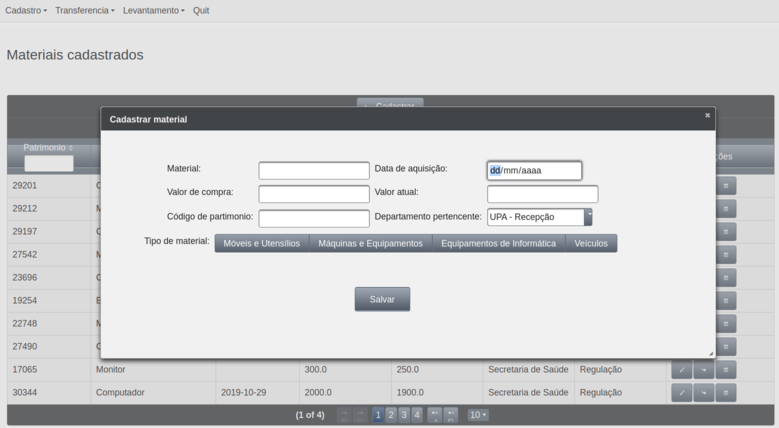 Cadastro Transferencia Levantamento Quit
Materiais cadastrados
Cadastrar
Cadastrar material
Patrimonio
ções
Material: Data de aquisição: dd/mm/aaaa
Valor de compra: Valor atual:
Código de partimonio: Departamento pertencente: UPA - Recepção
Tipo de material: Móveis e Utensílios Máquinas e Equipamentos Equipamentos de Informática Veículos
Salvar
29201
29212
29197
27542
23696
19254
22748
27490
17065 Monitor 300.0 250.0 Secretaria de Saúde Regulação
30344 Computador 2019-10-29 2000.0 1900.0 Secretaria de Saúde Regulação
(1 of 4) 1 2 3 4 10